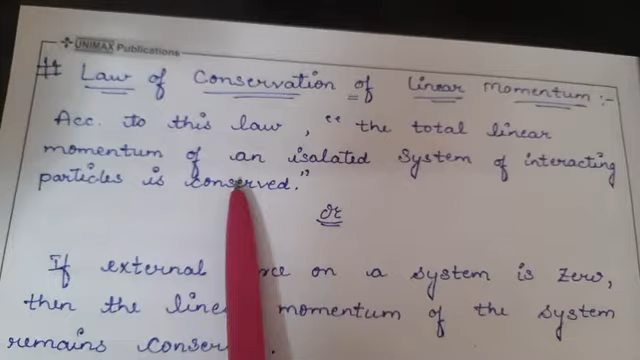 UNIMAX Publications
# Law of Conservation of Linear Momentum :-
Acc. to this law, " the total linear
momentum of an isalated system of interacting
particles is conserved."
or
If external rce on a system is zero,
then the line momentum of the system
remains conser .